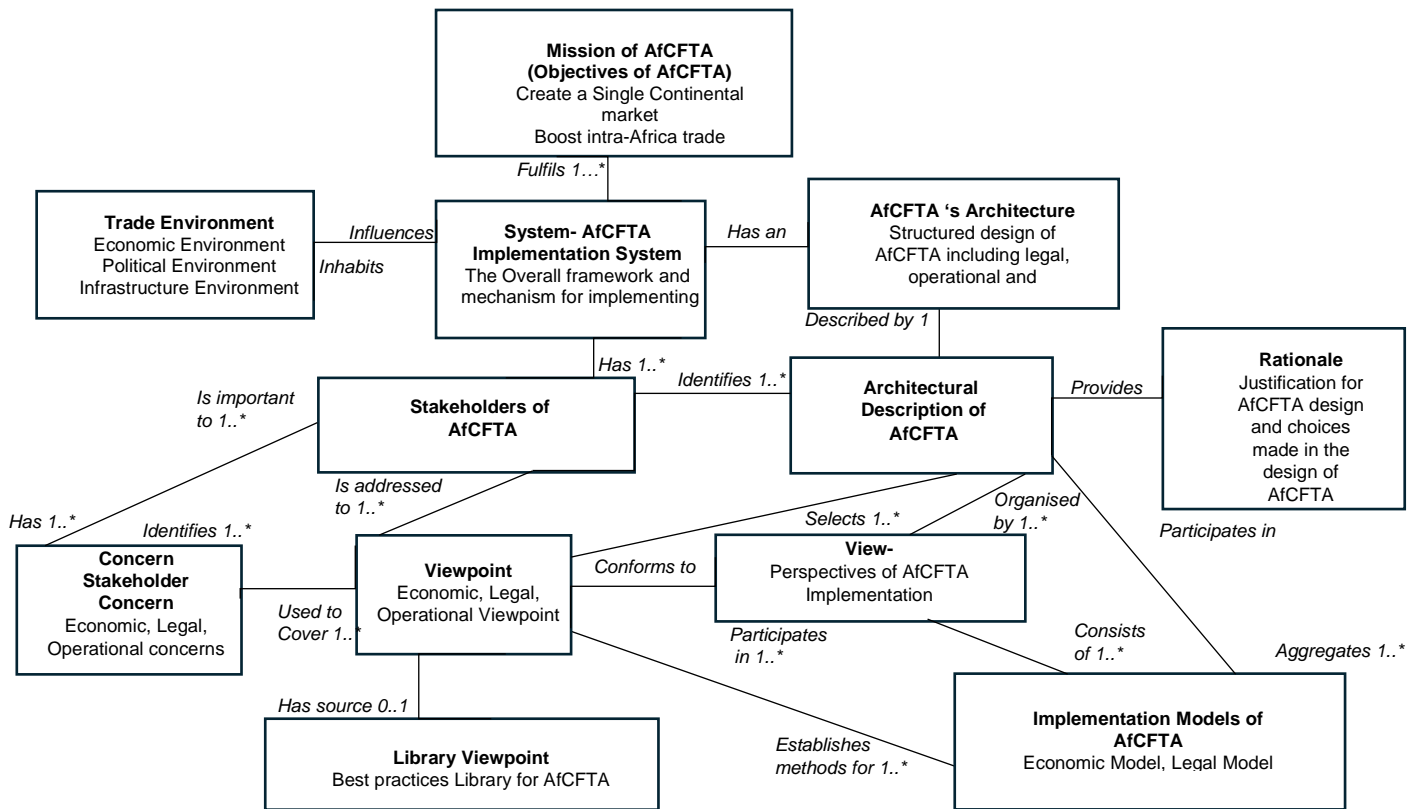 Mission of AfCFTA
(Objectives of AfCFTA)
Create a Single Continental
market
Boost intra-Africa trade
Fulfils 1…*
Trade Environment
Economic Environment
Political Environment
Infrastructure Environment
Influences
Inhabits
System- AfCFTA
Implementation System
The Overall framework and
mechanism for implementing
Has an
AfCFTA ‘s Architecture
Structured design of
AfCFTA including legal,
operational and
Described by 1
Has 1..*
Identifies 1..*
Is important
to 1..*
Stakeholders of
AfCFTA
Architectural
Description of
AfCFTA
Provides
Rationale
Justification for
AfCFTA design
and choices
made in the
design of
AfCFTA
Is addressed
to 1..*
Selects 1..*
Organised
by 1..*
Participates in
Has 1..*
Identifies 1..*
Concern
Stakeholder
Concern
Economic, Legal,
Operational concerns
Used to
Cover 1..*
Viewpoint
Economic, Legal,
Operational Viewpoint
Conforms to
View-
Perspectives of AfCFTA
Implementation
Participates
in 1..*
Consists
of 1..*
Aggregates 1..*
Has source 0..1
Library Viewpoint
Best practices Library for AfCFTA
Establishes
methods for 1..*
Implementation Models of
AfCFTA
Economic Model, Legal Model